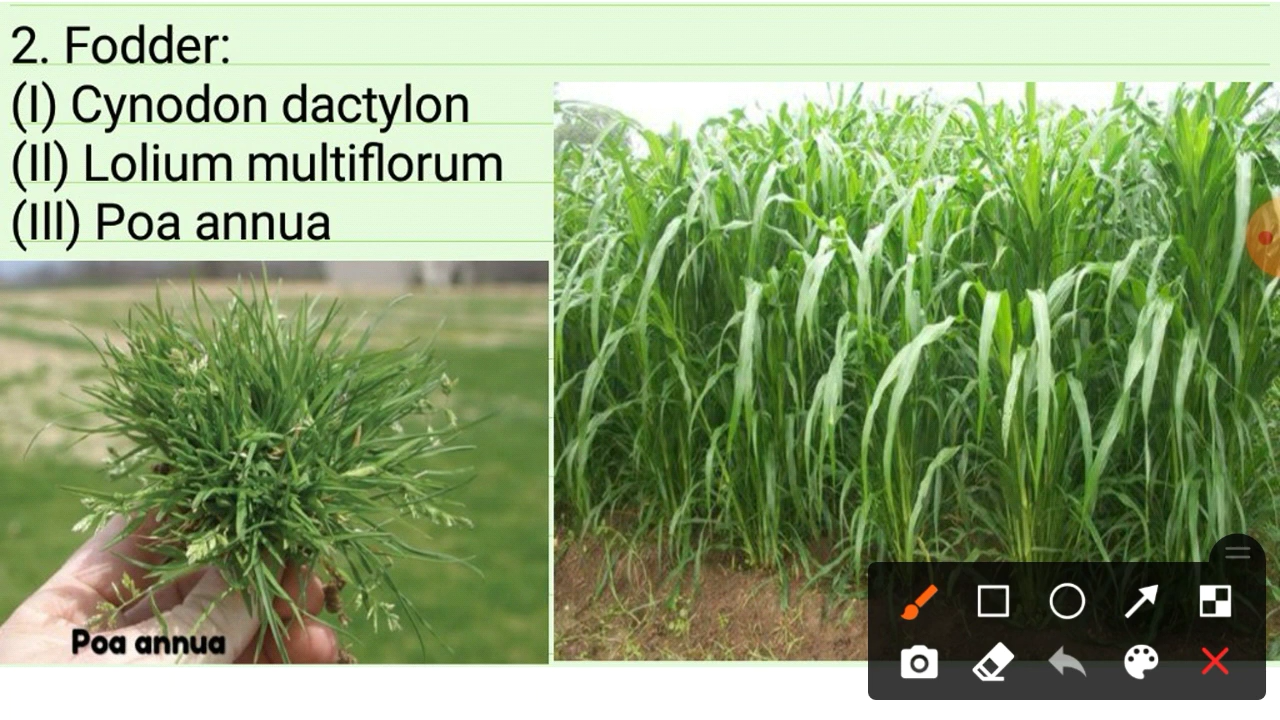 2. Fodder:
(I) Cynodon dactylon
(II) Lolium multiflorum
(III) Poa annua
Poa annua